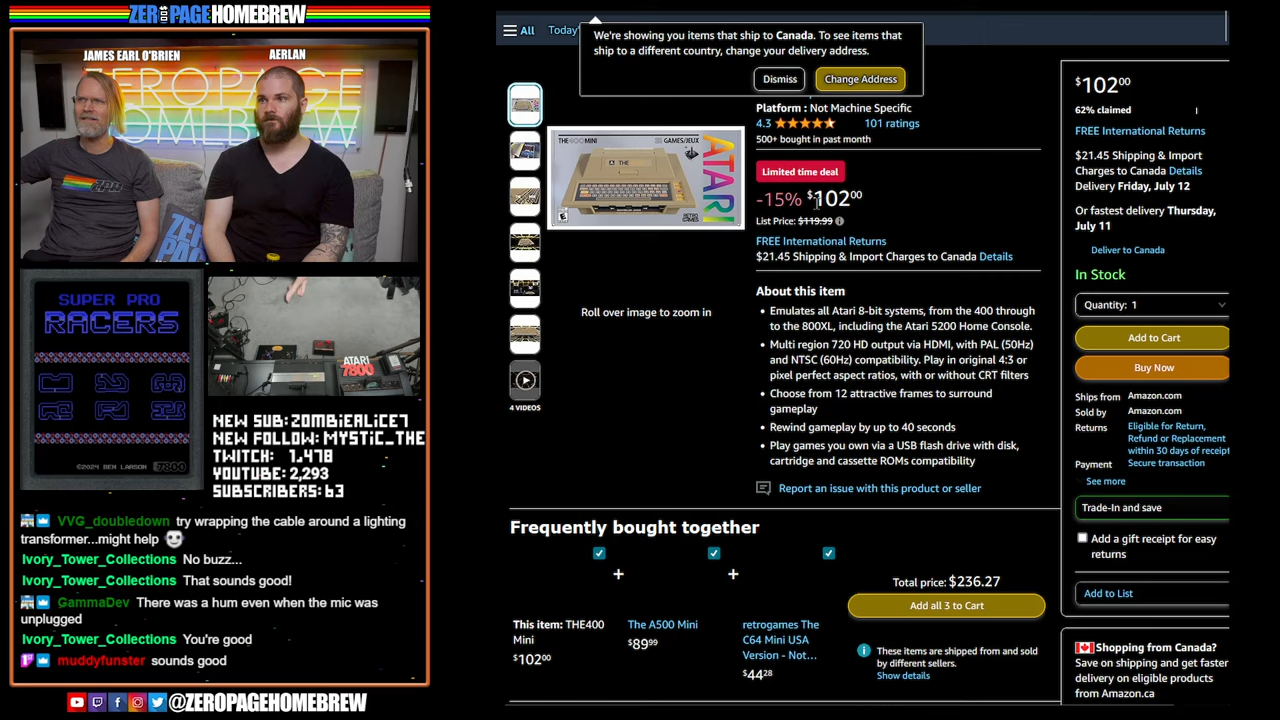 ZERO PAGE HOMEBREW
JAMES EARL O'BRIEN
AERLAN
ZEROPAGE
HOMEBREW
SUPER PRO
RACERS
©2024 BEN LARSON 7800
ATARI
7800
NEW SUB: ZOMBIEALICE7
NEW FOLLOW: MYSTIC_THE
TWITCH: 1,478
YOUTUBE: 2,293
SUBSCRIBERS: 63
VVG_doubledown try wrapping the cable around a lighting
transformer...might help
Ivory_Tower_Collections No buzz...
Ivory_Tower_Collections That sounds good!
GammaDev There was a hum even when the mic was
unplugged
Ivory_Tower_Collections You're good
muddyfunster sounds good
@ZEROPAGEHOMEBREW
All Today'
We're showing you items that ship to Canada. To see items that
ship to a different country, change your delivery address.
Dismiss
Change Address
Platform : Not Machine Specific
4.3 101 ratings
500+ bought in past month
THE400 MINI
GAMES/JEUX
ATARI
Limited time deal
-15% $102 00
List Price: $119.99
FREE International Returns
$21.45 Shipping & Import Charges to Canada Details
Roll over image to zoom in
4 VIDEOS
About this item
• Emulates all Atari 8-bit systems, from the 400 through
to the 800XL, including the Atari 5200 Home Console.
• Multi region 720 HD output via HDMI, with PAL (50Hz)
and NTSC (60Hz) compatibility. Play in original 4:3 or
pixel perfect aspect ratios, with or without CRT filters
• Choose from 12 attractive frames to surround
gameplay
• Rewind gameplay by up to 40 seconds
• Play games you own via a USB flash drive with disk,
cartridge and cassette ROMs compatibility
Report an issue with this product or seller
Frequently bought together
+
+
This item: THE400
Mini
$102.00
The A500 Mini
$89.99
retrogames The
C64 Mini USA
Version - Not...
$44.28
Total price: $236.27
Add all 3 to Cart
These items are shipped from and sold
by different sellers.
Show details
$102 00
62% claimed
FREE International Returns
$21.45 Shipping & Import
Charges to Canada Details
Delivery Friday, July 12
Or fastest delivery Thursday,
July 11
Deliver to Canada
In Stock
Quantity: 1
Add to Cart
Buy Now
Ships from Amazon.com
Sold by Amazon.com
Returns Eligible for Return,
Refund or Replacement
within 30 days of receipt
Payment Secure transaction
See more
Trade-In and save
Add a gift receipt for easy
returns
Add to List
Shopping from Canada?
Save on shipping and get faster
delivery on eligible products
from Amazon.ca